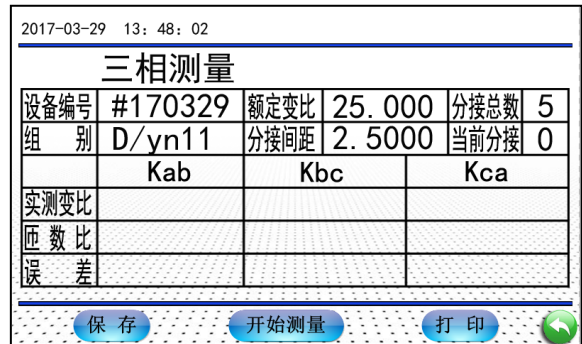 2017-03-29 13: 48: 02
三相测量
设备编号 #170329 额定变比 25.000 分接总数 5
组 别 D/yn11 分接间距 2.5000 当前分接 0
Kab Kbc Kca
实测变比
匝 数 比
误 差
保 存 开始测量 打 印